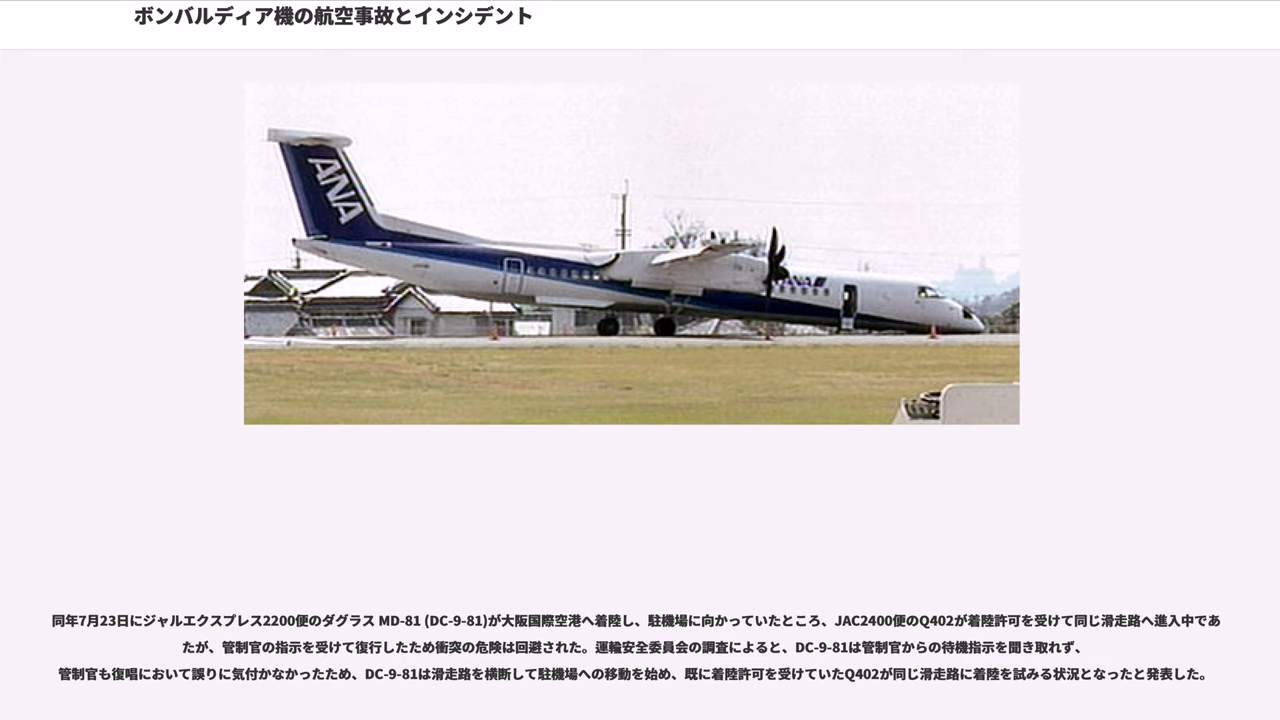 ボンバルディア機の航空事故とインシデント
ANA
ANA
同年7月23日にジャルエクスプレス2200便のダグラス MD-81 (DC-9-81)が大阪国際空港へ着陸し、駐機場に向かっていたところ、JAC2400便のQ402が着陸許可を受けて同じ滑走路へ進入中であ
たが、管制官の指示を受けて復行したため衝突の危険は回避された。運輸安全委員会の調査によると、DC-9-81は管制官からの待機指示を聞き取れず、
管制官も復唱において誤りに気付かなかったため、DC-9-81は滑走路を横断して駐機場への移動を始め、既に着陸許可を受けていたQ402が同じ滑走路に着陸を試みる状況となったと発表した。